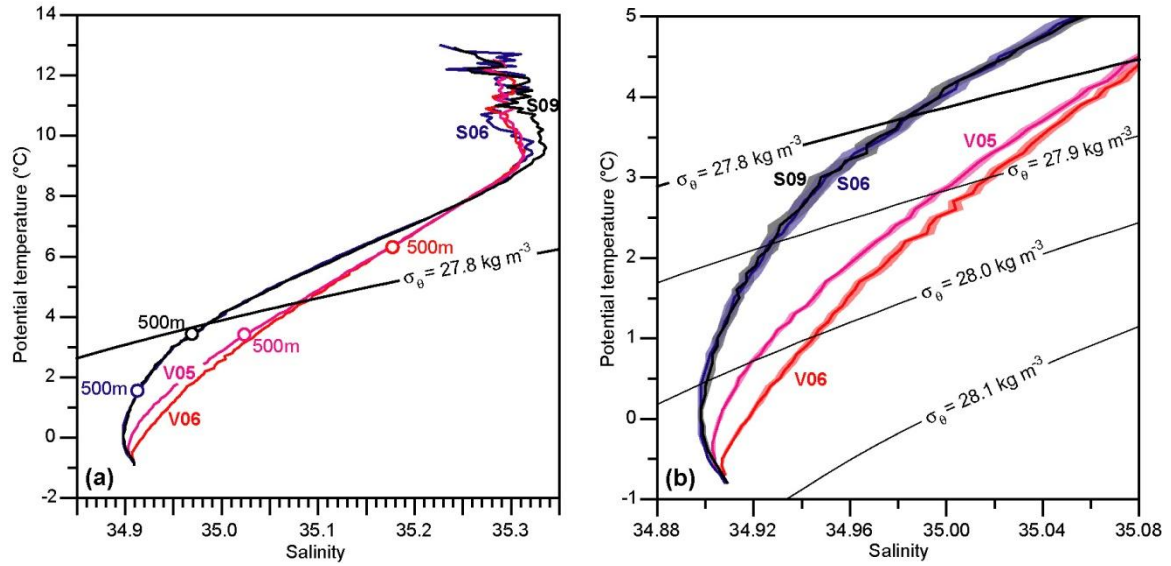 14
12
10
8
6
4
2
0
-2
Potential temperature (°C)
S09
S06
500m
σθ = 27.8 kg m-3
500m
500m
500m
V05
V06
(a)
34.9
35.0
35.1
35.2
35.3
Salinity
5
4
3
2
1
0
-1
Potential temperature (°C)
V05
σθ = 27.8 kg m-3
S09
S06
σθ = 27.9 kg m-3
σθ = 28.0 kg m-3
V06
σθ = 28.1 kg m-3
(b)
34.88
34.92
34.96
35.00
35.04
35.08
Salinity